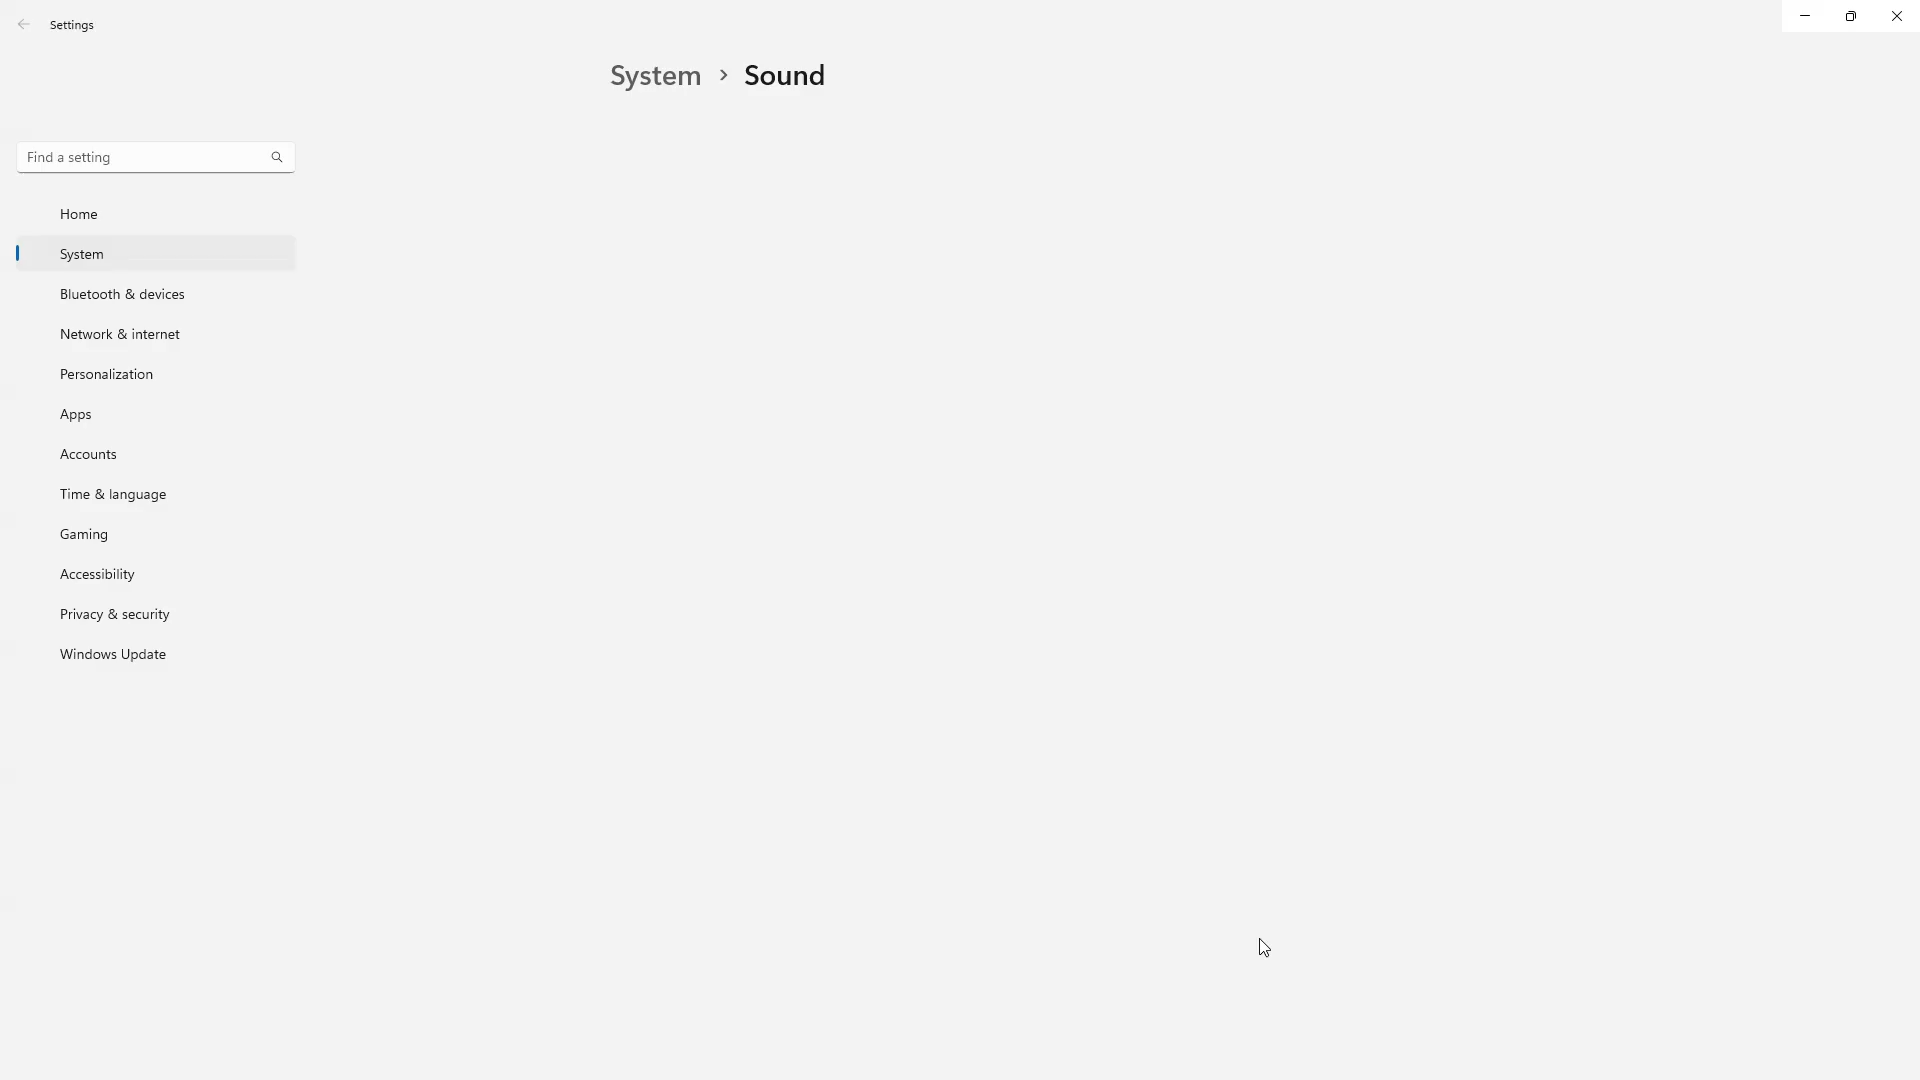 Settings
System > Sound
Find a setting
Home
System
Bluetooth & devices
Network & internet
Personalization
Apps
Accounts
Time & language
Gaming
Accessibility
Privacy & security
Windows Update